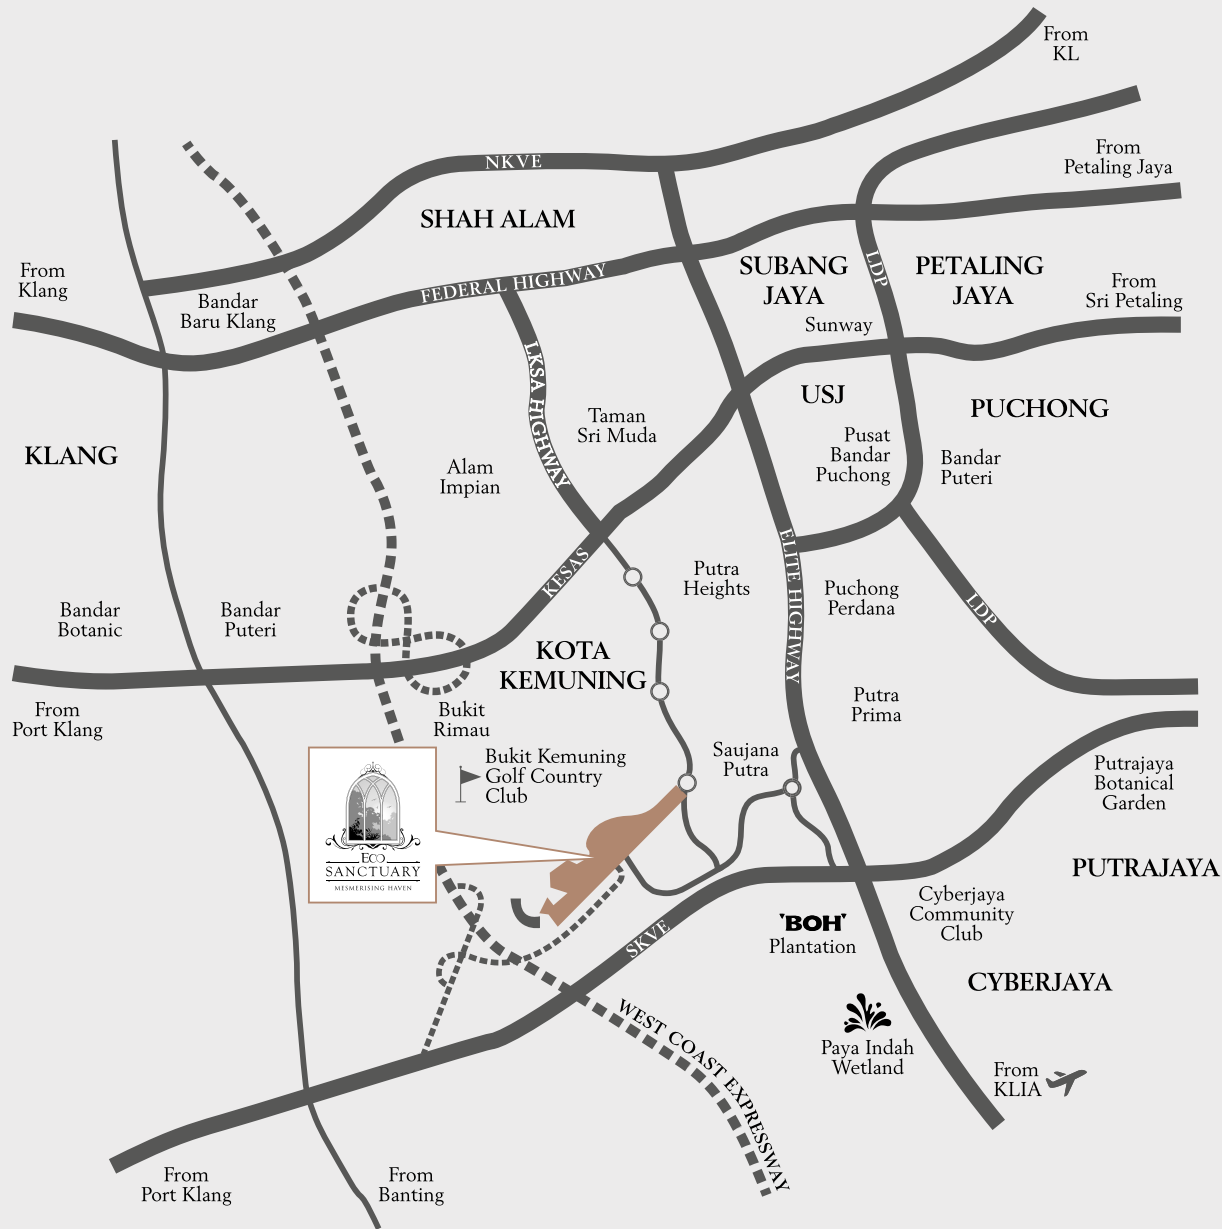 From
KL
From
Petaling Jaya
NKVE
SHAH ALAM
From
Klang
Bandar
Baru Klang
FEDERAL HIGHWAY
SUBANG
JAYA
LDP
PETALING
JAYA
From
Sri Petaling
Sunway
LKSA HIGHWAY
USJ
PUCHONG
Taman
Sri Muda
KLANG
Alam
Impian
Pusat
Bandar
Puchong
Bandar
Puteri
KESAS
ELITE HIGHWAY
Putra
Heights
Puchong
Perdana
LDP
Bandar
Botanic
Bandar
Puteri
KOTA
KEMUNING
From
Port Klang
Bukit
Rimau
Putra
Prima
Bukit Kemuning
Golf Country
Club
Saujana
Putra
Putrajaya
Botanical
Garden
ECO
SANCTUARY
MESMERISING HAVEN
PUTRAJAYA
SKVE
'BOH'
Plantation
Cyberjaya
Community
Club
CYBERJAYA
WEST COAST EXPRESSWAY
Paya Indah
Wetland
From
KLIA
From
Port Klang
From
Banting